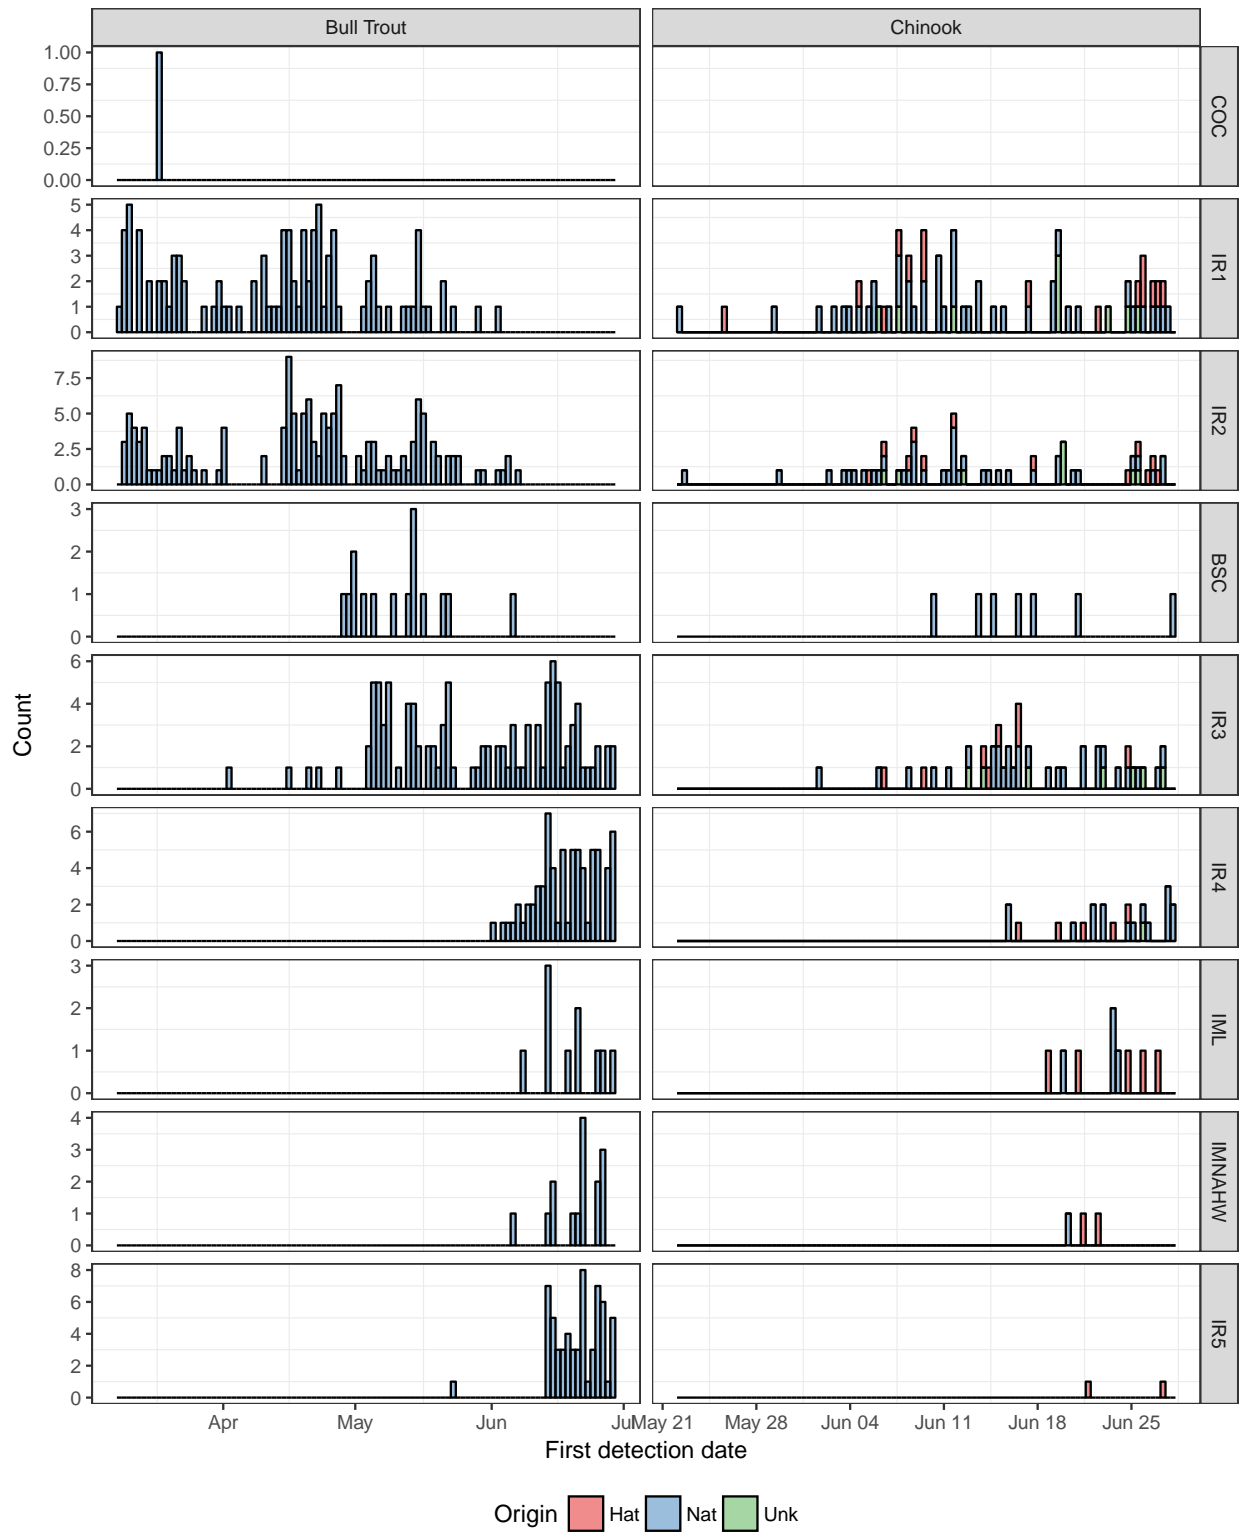 Bull Trout Chinook
1.00
0.75
0.50
0.25
0.00
COC
5
4
3
2
1
0
IR1
7.5
5.0
2.5
0.0
IR2
3
2
1
0
BSC
6
4
2
0
IR3
Count
6
4
2
0
IR4
3
2
1
0
IML
4
3
2
1
0
IMNAHW
8
6
4
2
0
IR5
Apr May Jun Jul May 21 May 28 Jun 04 Jun 11 Jun 18 Jun 25
First detection date
Origin Hat Nat Unk